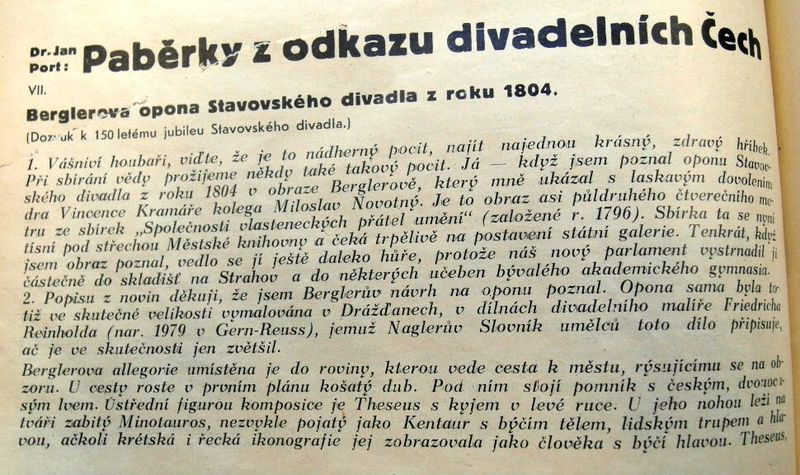 Dr. Jan
Port: Paběrky z odkazu divadelních Čech
VII.
Berglerova opona Stavovského divadla z roku 1804.
(Dozvuk k 150letému jubileu Stavovského divadla.)
1. Vášniví houbaři, viďte, že je to nádherný pocit, najít najednou krásný, zdravý hříbek.
Při sbírání vědy prožijeme někdy také takový pocit. Já — když jsem poznal oponu Stavov-
ského divadla z roku 1804 v obraze Berglerově, který mně ukázal s laskavým dovolením
dra Vincence Kramáře kolega Miloslav Novotný. Je to obraz asi půldruhého čtverečního me-
tru ze sbírek „Společnosti vlasteneckých přátel umění“ (založené r. 1796). Sbírka ta se nyní
tísní pod střechou Městské knihovny a čeká trpělivě na postavení státní galerie. Tenkrát, když
jsem obraz poznal, vedlo se jí ještě daleko hůře, protože náš nový parlament vystrnadil ji
částečně do skladišť na Strahov a do některých učeben bývalého akademického gymnasia.
2. Popisu z novin děkuji, že jsem Berglerův návrh na oponu poznal. Opona sama byla to-
tiž ve skutečné velikosti vymalována v Drážďanech, v dílnách divadelního malíře Friedricha
Reinholda (nar. 1979 v Gern-Reuss), jemuž Naglerův Slovník umělců toto dílo připisuje,
ač je ve skutečnosti jen zvětšil.
Berglerova allegorie umístěna je do roviny, kterou vede cesta k městu, rýsujícímu se na ob-
zoru. U cesty roste v prvním plánu košatý dub. Pod ním stojí pomník s českým, dvouoca-
sým lvem. Ústřední figurou komposice je Theseus s kyjem v levé ruce. U jeho nohou leží na
tváři zabitý Minotauros, nezvykle pojatý jako Kentaur s býčím tělem, lidským trupem a hla-
vou, ačkoli krétská i řecká ikonografie jej zobrazovala jako člověka s býčí hlavou. Theseus,